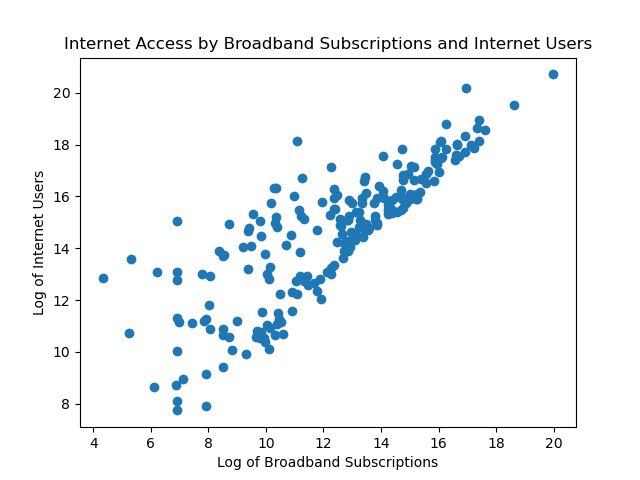 Internet Access by Broadband Subscriptions and Internet Users
20
18
16
14
12
10
8
Log of Internet Users
4 6 8 10 12 14 16 18 20
Log of Broadband Subscriptions